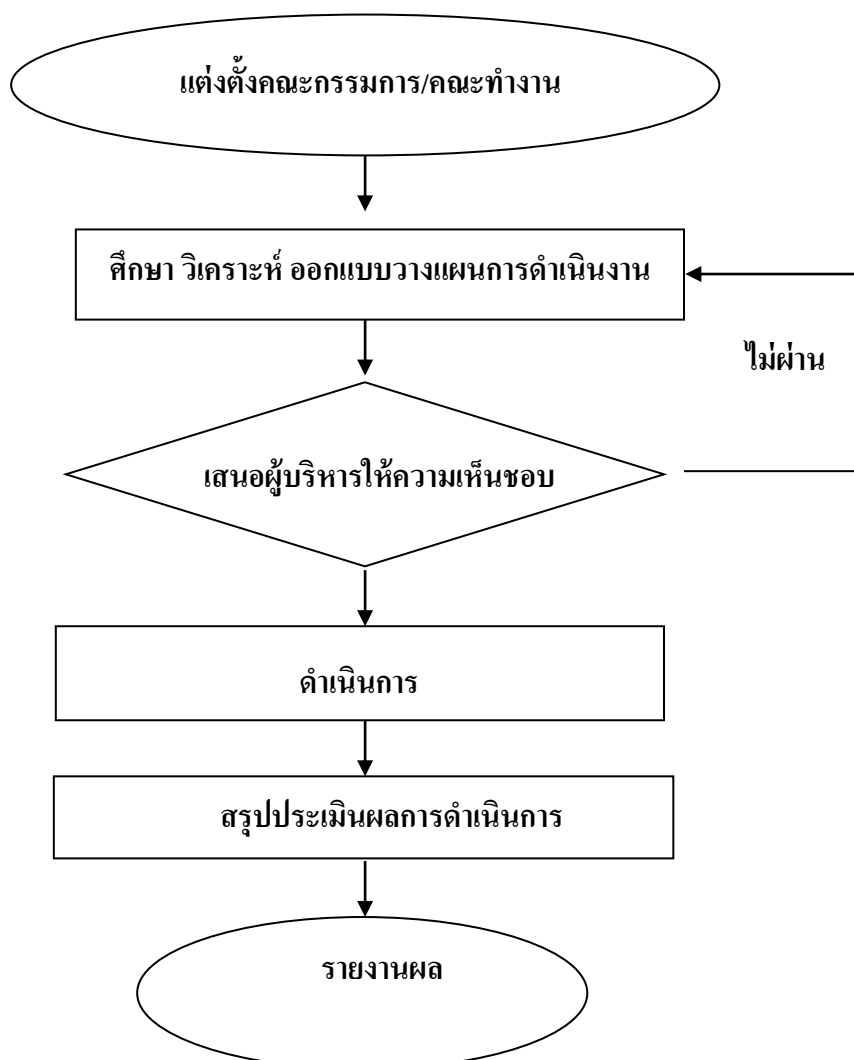 แต่งตั้งคณะกรรมการ/คณะทำงาน
ศึกษา วิเคราะห์ ออกแบบวางแผนการดำเนินงาน
ไม่ผ่าน
เสนอผู้บริหารให้ความเห็นชอบ
ดำเนินการ
สรุปประเมินผลการดำเนินการ
รายงานผล